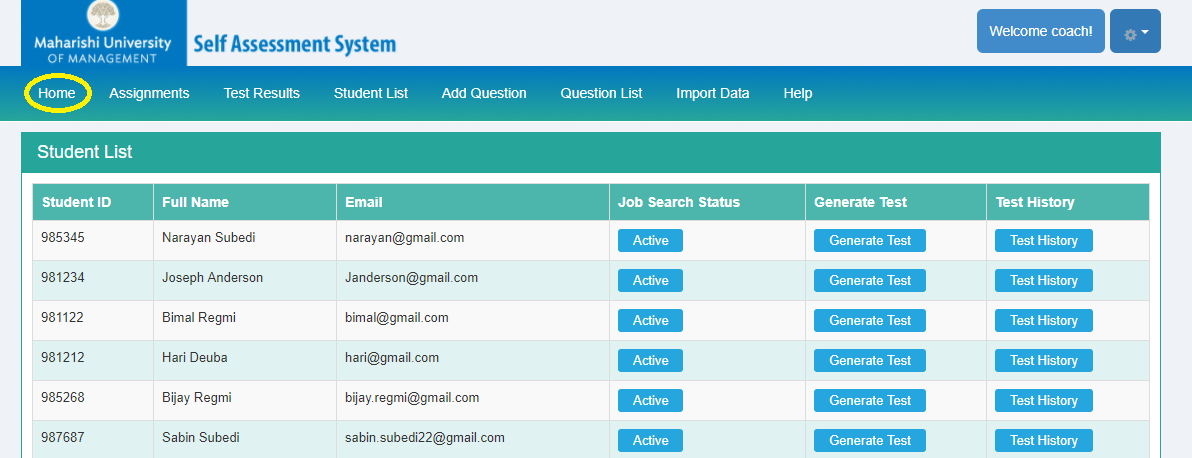 Maharishi University
OF MANAGEMENT
Self Assessment System
Welcome coach!
Home Assignments Test Results Student List Add Question Question List Import Data Help
Student List
Student ID Full Name Email Job Search Status Generate Test Test History
985345 Narayan Subedi narayan@gmail.com Active Generate Test Test History
981234 Joseph Anderson Janderson@gmail.com Active Generate Test Test History
981122 Bimal Regmi bimal@gmail.com Active Generate Test Test History
981212 Hari Deuba hari@gmail.com Active Generate Test Test History
985268 Bijay Regmi bijay.regmi@gmail.com Active Generate Test Test History
987687 Sabin Subedi sabin.subedi22@gmail.com Active Generate Test Test History